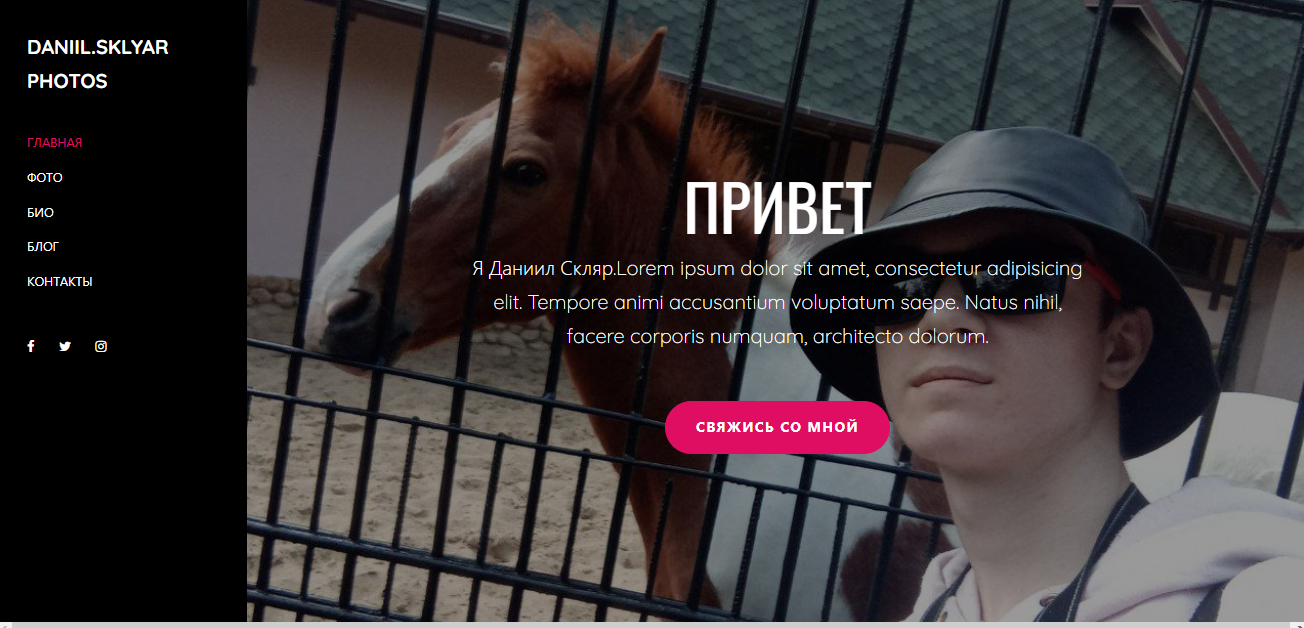 DANIIL.SKLYAR
PHOTOS
ГЛАВНАЯ
ФОТО
БИО
БЛОГ
КОНТАКТЫ
ПРИВЕТ
Я Даниил Скляр.Lorem ipsum dolor sit amet, consectetur adipisicing
elit. Tempore animi accusantium voluptatum saepe. Natus nihil,
facere corporis numquam, architecto dolorum.
СВЯЖИСЬ СО МНОЙ